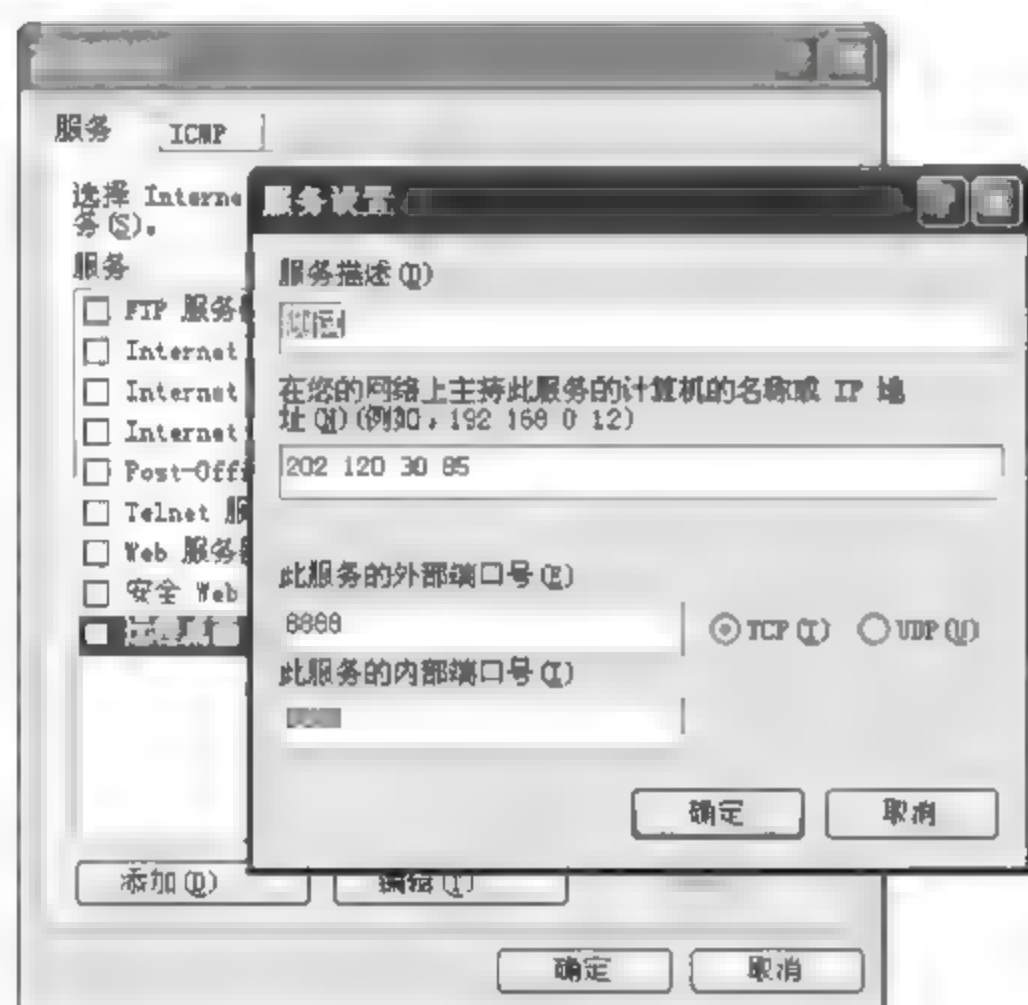 服务 ICMP
选择 Interne
务(S)。
服务
FTP 服务
Internet
Internet
Internet
Post-Offi
Telnet 服
Web 服务
安全 Web
添加(D)
编辑(T)
确定 取消
服务设置
服务描述(D)
在您的网络上主持此服务的计算机的名称或 IP 地
址(N)(例如，192 168 0 12)
202 120 30 85
此服务的外部端口号(E)
TCP(T) UDP(U)
此服务的内部端口号(I)
确定 取消